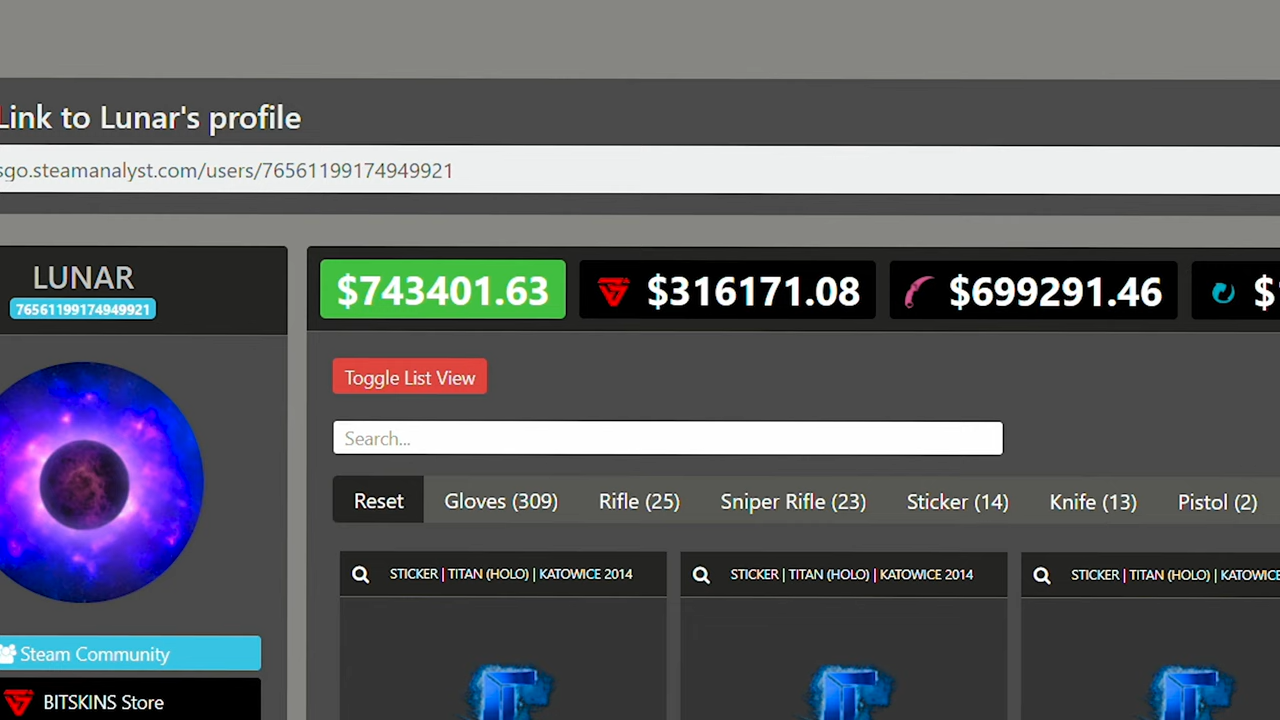 Link to Lunar's profile
sgo.steamanalyst.com/users/76561199174949921
LUNAR
76561199174949921
$743401.63
$316171.08
$699291.46
$
Toggle List View
Search...
Reset
Gloves (309)
Rifle (25)
Sniper Rifle (23)
Sticker (14)
Knife (13)
Pistol (2)
STICKER | TITAN (HOLO) | KATOWICE 2014
STICKER | TITAN (HOLO) | KATOWICE 2014
STICKER | TITAN (HOLO) | KATOWICE
Steam Community
BITSKINS Store